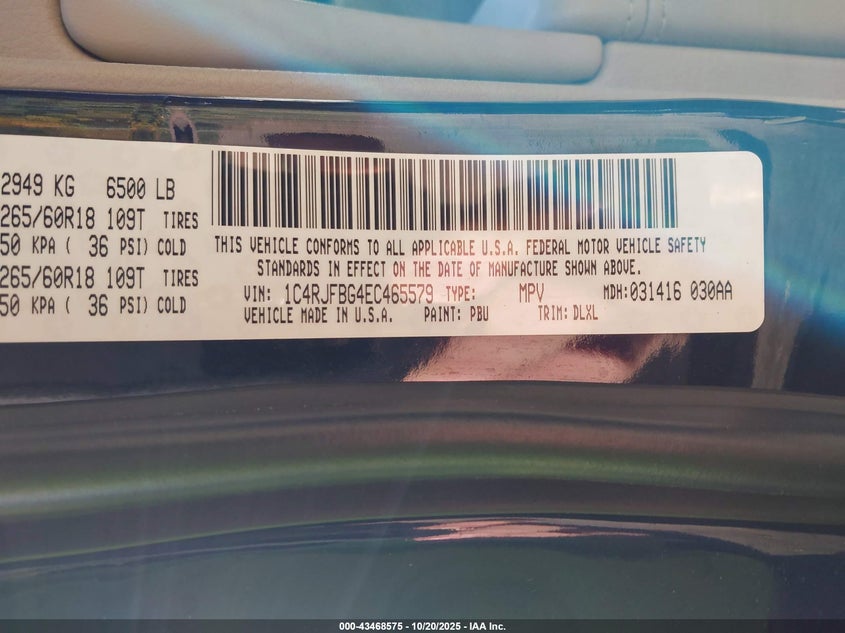 2949 KG 6500 LB
265/60R18 109T TIRES
50 KPA ( 36 PSI) COLD
265/60R18 109T TIRES
50 KPA ( 36 PSI) COLD
THIS VEHICLE CONFORMS TO ALL APPLICABLE U.S.A. FEDERAL MOTOR VEHICLE SAFETY
STANDARDS IN EFFECT ON THE DATE OF MANUFACTURE SHOWN ABOVE.
VIN: 1C4RJFBG4EC465579 TYPE: MPV MDH:031416 030AA
VEHICLE MADE IN U.S.A. PAINT: PBU TRIM: DLXL
000-43468575 - 10/20/2025 - IAA Inc.